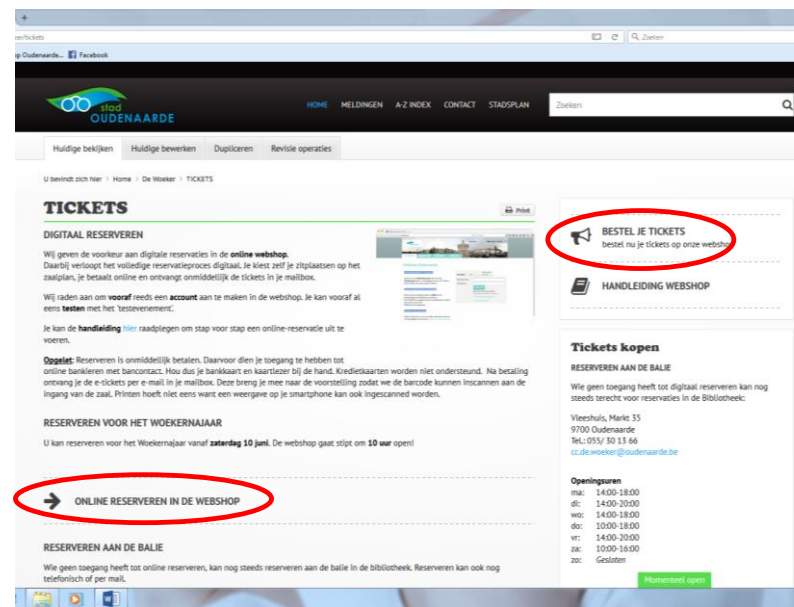 er/tickets
Zoeken
op Oudenaarde... Facebook
stad
OUDENAARDE
HOME MELDINGEN A-Z INDEX CONTACT STADSPLAN
Zoeken
Huidige bekijken Huidige bewerken Dupliceren Revisie operaties
U bevindt zich hier > Home > De Woeker > TICKETS
TICKETS
Print
DIGITAAL RESERVEREN
Wij geven de voorkeur aan digitale reservaties in de online webshop.
Daarbij verloopt het volledige reservatieproces digitaal. Je kiest zelf je zitplaatsen op het
zaalplan, je betaalt online en ontvangt onmiddellijk de tickets in je mailbox.
Wij raden aan om vooraf reeds een account aan te maken in de webshop. Je kan vooraf al
eens testen met het 'testevenement'.
Je kan de handleiding hier raadplegen om stap voor stap een online-reservatie uit te
voeren.
Opgelet: Reserveren is onmiddellijk betalen. Daarvoor dien je toegang te hebben tot
online bankieren met bancontact. Hou dus je bankkaart en kaartlezer bij de hand. Kredietkaarten worden niet ondersteund. Na betaling
ontvang je de e-tickets per e-mail in je mailbox. Deze breng je mee naar de voorstelling zodat we de barcode kunnen inscannen aan de
ingang van de zaal. Printen hoeft niet eens want een weergave op je smartphone kan ook ingescanned worden.
RESERVEREN VOOR HET WOEKERNAJAAR
U kan reserveren voor het Woekernajaar vanaf zaterdag 10 juni. De webshop gaat stipt om 10 uur open!
ONLINE RESERVEREN IN DE WEBSHOP
RESERVEREN AAN DE BALIE
Wie geen toegang heeft tot online reserveren, kan nog steeds reserveren aan de balie in de bibliotheek. Reserveren kan ook nog
telefonisch of per mail.
BESTEL JE TICKETS
bestel nu je tickets op onze webshop
HANDLEIDING WEBSHOP
Tickets kopen
RESERVEREN AAN DE BALIE
Wie geen toegang heeft tot digitaal reserveren kan nog
steeds terecht voor reservaties in de Bibliotheek:
Vleeshuis, Markt 35
9700 Oudenaarde
Tel.: 055/ 30 13 66
cc.de.woeker@oudenaarde.be
Openingsuren
ma: 14:00-18:00
di: 14:00-20:00
wo: 14:00-18:00
do: 10:00-18:00
vr: 14:00-20:00
za: 10:00-16:00
zo: Gesloten
Momenteel open